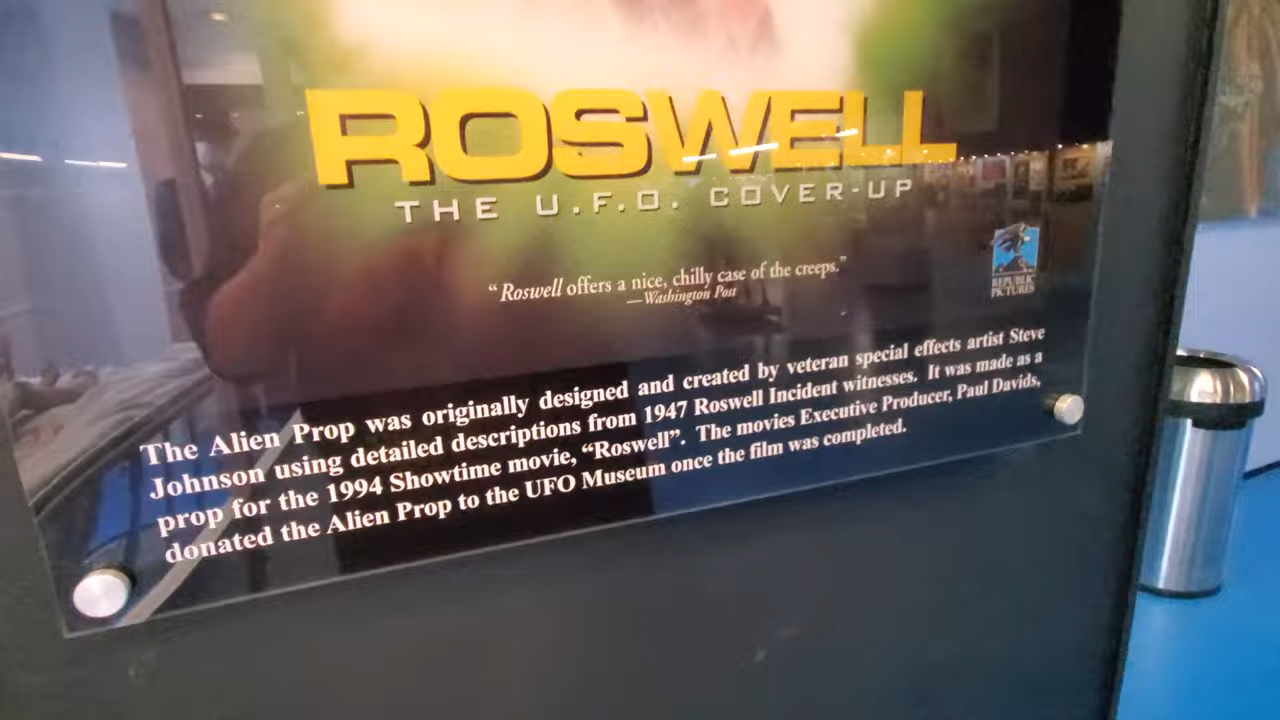 ROSWELL
THE U.F.O. COVER-UP
“Roswell offers a nice, chilly case of the creeps.”
—Washington Post
REPUBLIC
PICTURES
The Alien Prop was originally designed and created by veteran special effects artist Steve
Johnson using detailed descriptions from 1947 Roswell Incident witnesses. It was made as a
prop for the 1994 Showtime movie, “Roswell”. The movies Executive Producer, Paul Davids,
donated the Alien Prop to the UFO Museum once the film was completed.